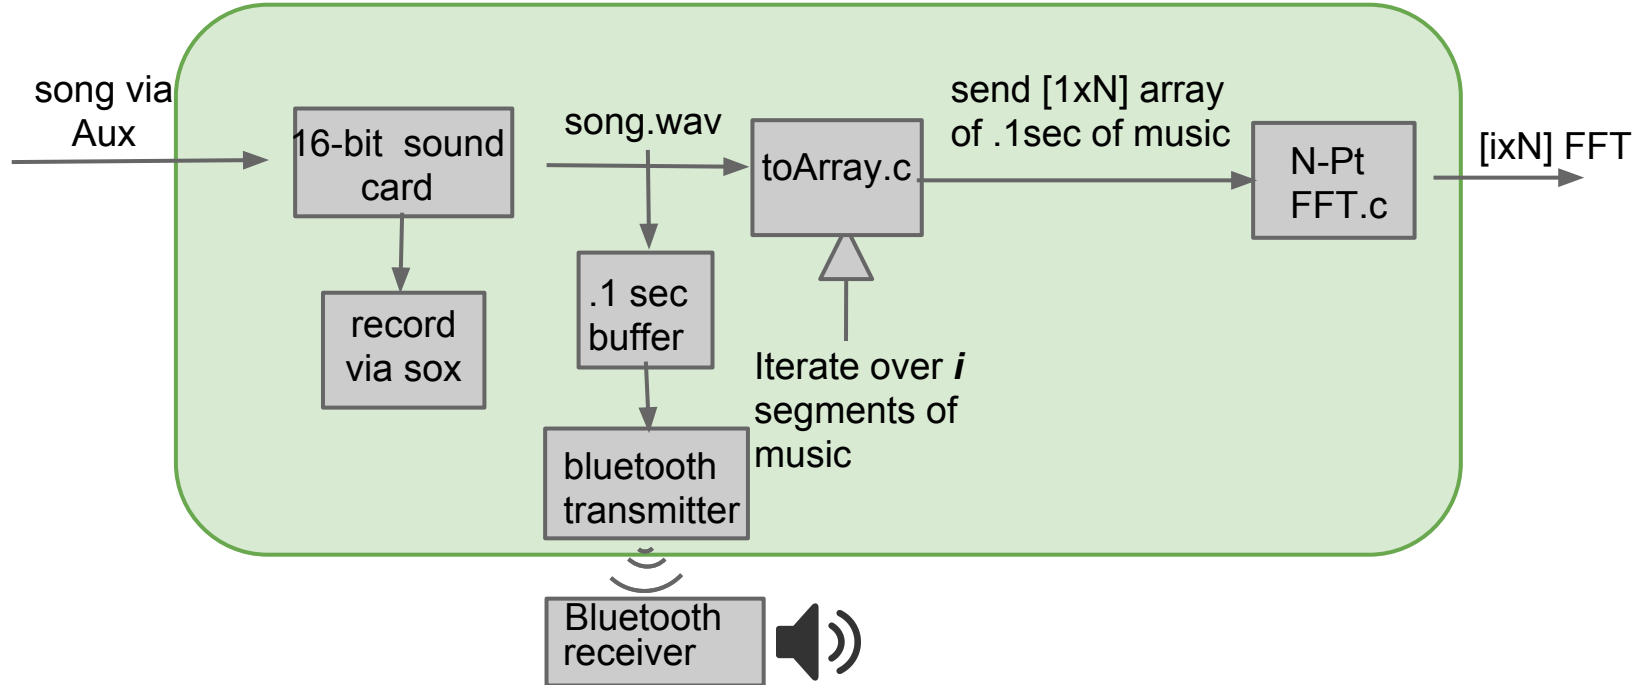 song via
Aux
16-bit sound
card
record
via sox
song.wav
.1 sec
buffer
bluetooth
transmitter
Bluetooth
receiver
toArray.c
Iterate over i
segments of
music
send [1xN] array
of .1sec of music
N-Pt
FFT.c
[ixN] FFT